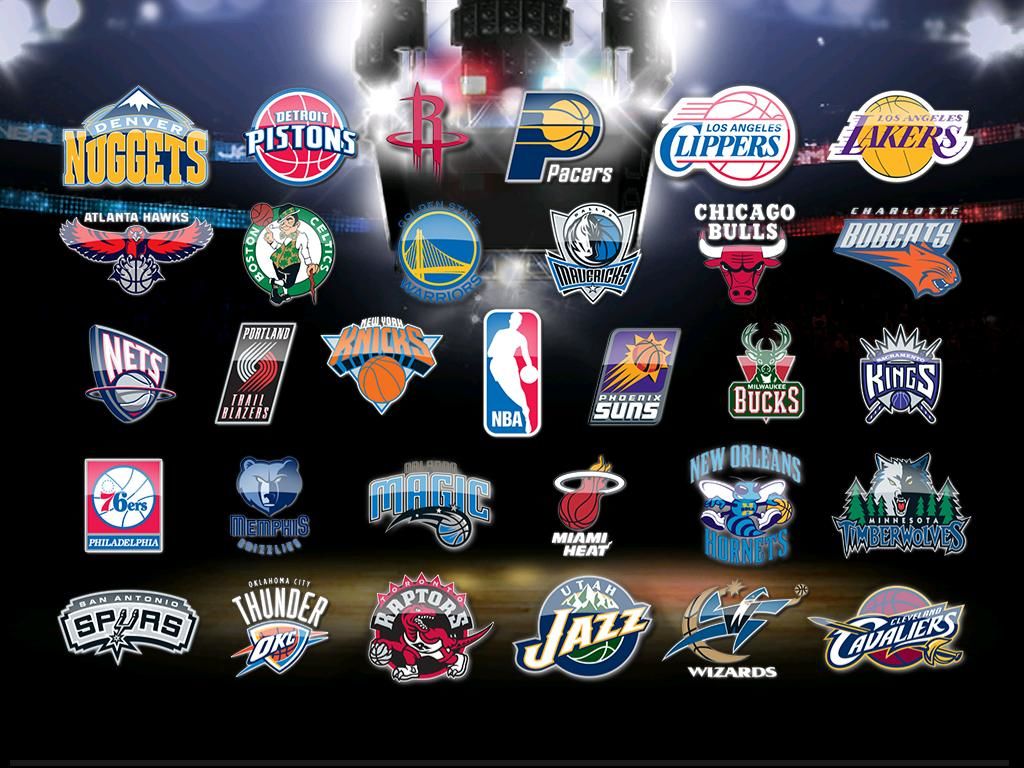 DENVER
NUGGETS
DETROIT
PISTONS
R
Pacers
LOS ANGELES
CLIPPERS
LOS ANGELES
LAKERS
ATLANTA HAWKS
BOSTON CELTICS
GOLDEN STATE
WARRIORS
DALLAS
MAVERICKS
CHICAGO
BULLS
CHARLOTTE
BOBCATS
NETS
PORTLAND
TRAIL
BLAZERS
NEW YORK
KNICKS
NBA
PHOENIX
SUNS
MILWAUKEE
BUCKS
SACRAMENTO
KINGS
76ers
PHILADELPHIA
MEMPHIS
GRIZZLIES
ORLANDO
MAGIC
MIAMI
HEAT
NEW ORLEANS
HORNETS
MINNESOTA
TIMBERWOLVES
SAN ANTONIO
SPURS
OKLAHOMA CITY
THUNDER
OKC
TORONTO
RAPTORS
UTAH
JAZZ
WIZARDS
CLEVELAND
CAVALIERS